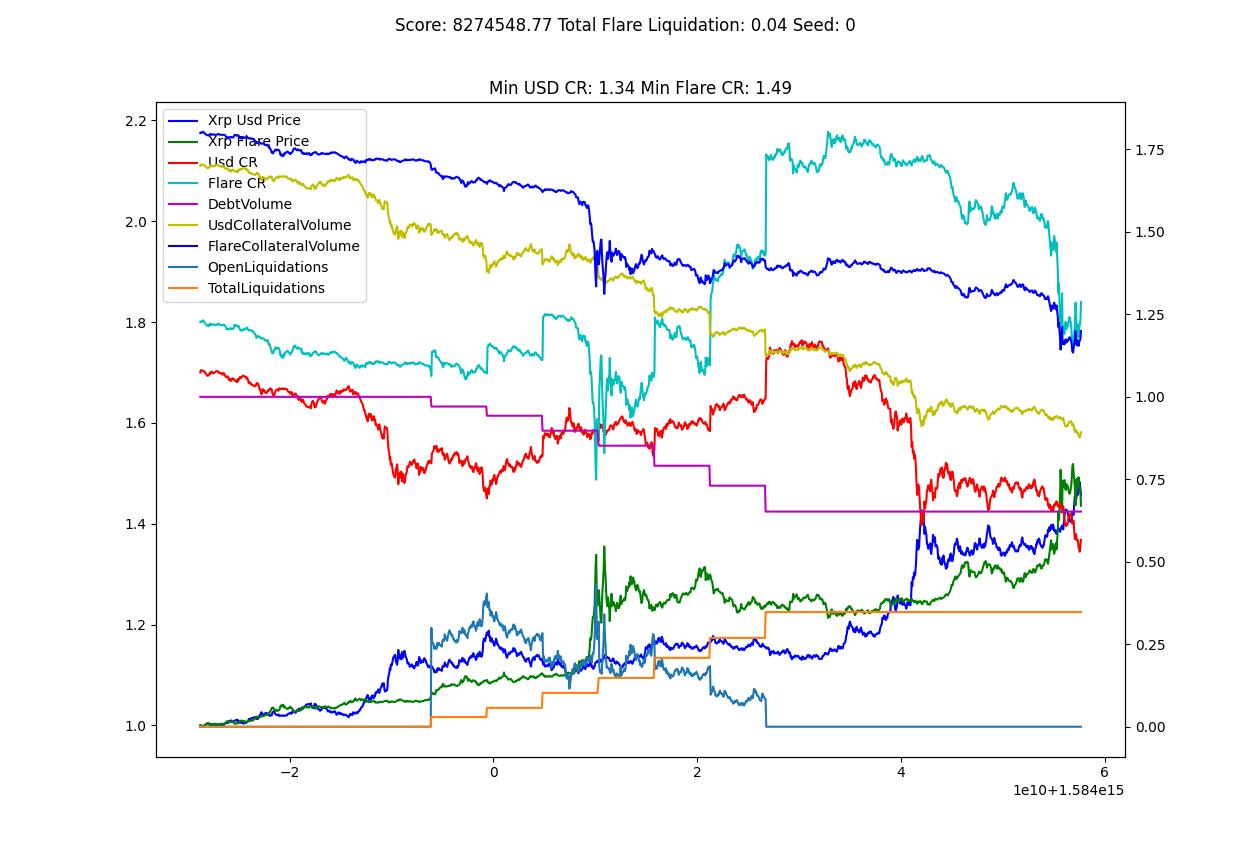 Score: 8274548.77 Total Flare Liquidation: 0.04 Seed: 0
Min USD CR: 1.34 Min Flare CR: 1.49
Xrp Usd Price
Xrp Flare Price
Usd CR
Flare CR
DebtVolume
UsdCollateralVolume
FlareCollateralVolume
OpenLiquidations
TotalLiquidations
2.2
2.0
1.8
1.6
1.4
1.2
1.0
1.75
1.50
1.25
1.00
0.75
0.50
0.25
0.00
−2 0 2 4 6
1e10+1.584e15